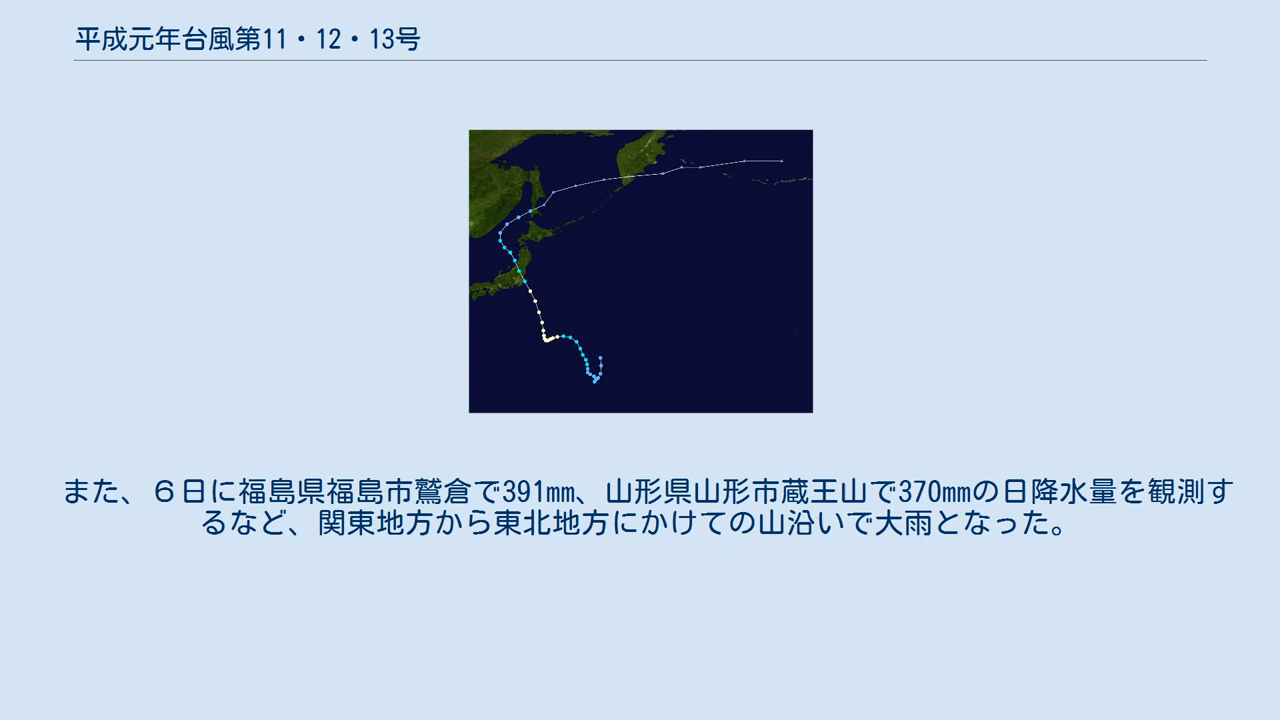 平成元年台風第11・12・13号
また、６日に福島県福島市鷲倉で391mm、山形県山形市蔵王山で370mmの日降水量を観測す
るなど、関東地方から東北地方にかけての山沿いで大雨となった。